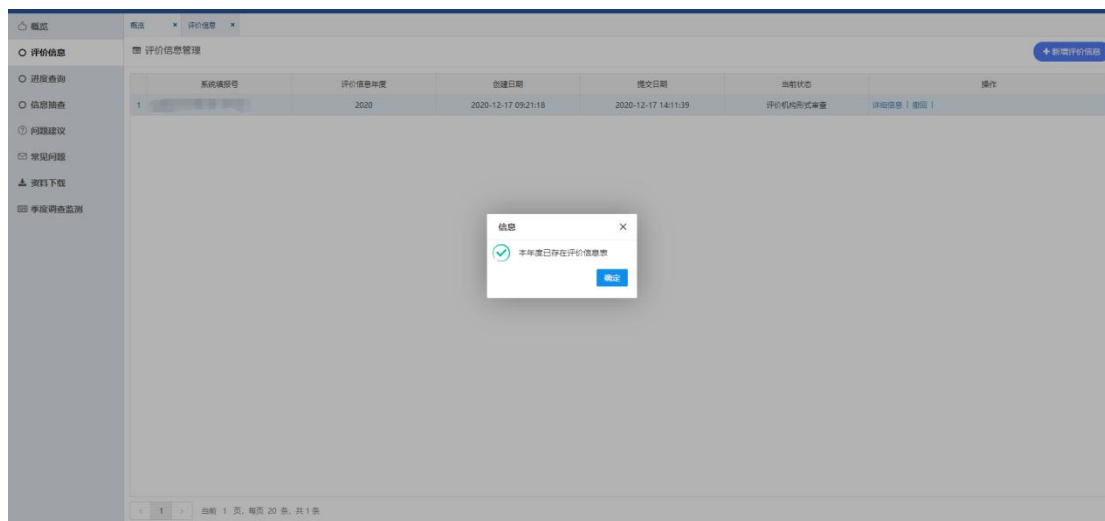 概览
评价信息
进度查询
信息抽查
问题建议
常见问题
资料下载
季度调查监测
概览 × 评价信息 ×
评价信息管理
+新增评价信息
系统填报号 评价信息年度 创建日期 提交日期 当前状态 操作
1 2020 2020-12-17 09:21:18 2020-12-17 14:11:39 评价机构形式审查 详细信息 | 撤回 |
信息 ×
本年度已存在评价信息表
确定
< 1 > 当前 1 页, 每页 20 条, 共 1 条